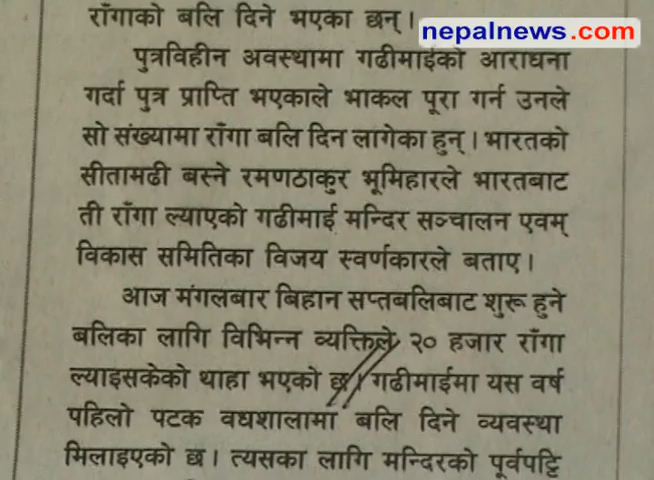 राँगाको बलि दिने भएका छन् ।
nepalnews.com
पुत्रविहीन अवस्थामा गढीमाईको आराधना
गर्दा पुत्र प्राप्ति भएकाले भाकल पूरा गर्न उनले
सो संख्यामा राँगा बलि दिन लागेका हुन् । भारतको
सीतामढी बस्ने रमणठाकुर भूमिहारले भारतबाट
ती राँगा ल्याएको गढीमाई मन्दिर सञ्चालन एवम्
विकास समितिका विजय स्वर्णकारले बताए ।
आज मंगलबार बिहान सप्तबलिबाट शुरू हुने
बलिका लागि विभिन्न व्यक्तिले २० हजार राँगा
ल्याइसकेको थाहा भएको छ । गढीमाईमा यस वर्ष
पहिलो पटक वधशालामा बलि दिने व्यवस्था
मिलाइएको छ । त्यसका लागि मन्दिरको पूर्वपट्टि